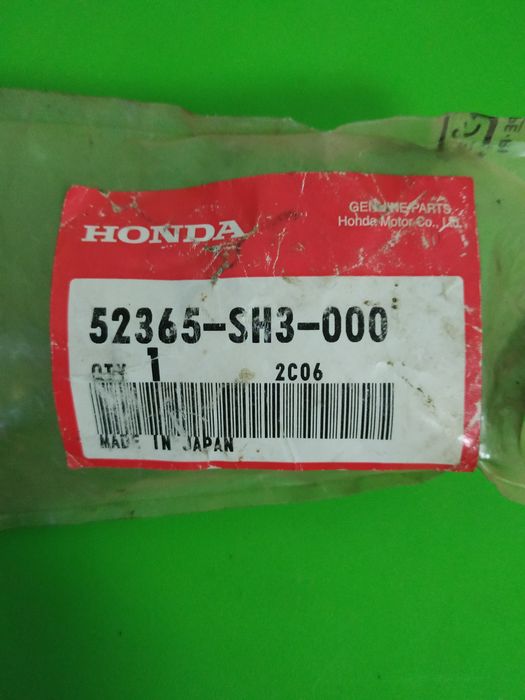 HONDA
GENUINE PARTS
Honda Motor Co., Ltd.
52365-SH3-000
QTY 1 2C06
MADE IN JAPAN